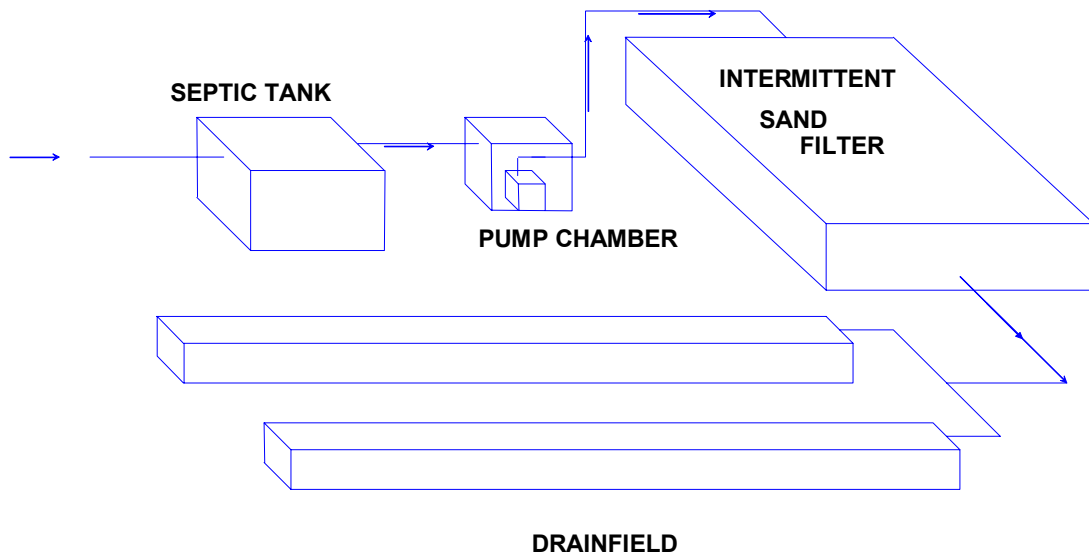 SEPTIC TANK
PUMP CHAMBER
INTERMITTENT
SAND
FILTER
DRAINFIELD